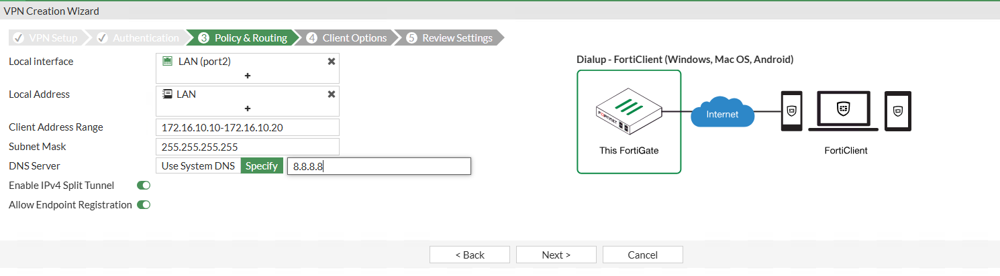 VPN Creation Wizard
VPN Setup
Authentication
3 Policy & Routing
4 Client Options
5 Review Settings
Local interface
LAN (port2)
+
Local Address
LAN
+
Client Address Range
172.16.10.10-172.16.10.20
Subnet Mask
255.255.255.255
DNS Server
Use System DNS
Specify
8.8.8.8
Enable IPv4 Split Tunnel
Allow Endpoint Registration
Dialup - FortiClient (Windows, Mac OS, Android)
FORTINET
This FortiGate
Internet
FortiClient
< Back
Next >
Cancel